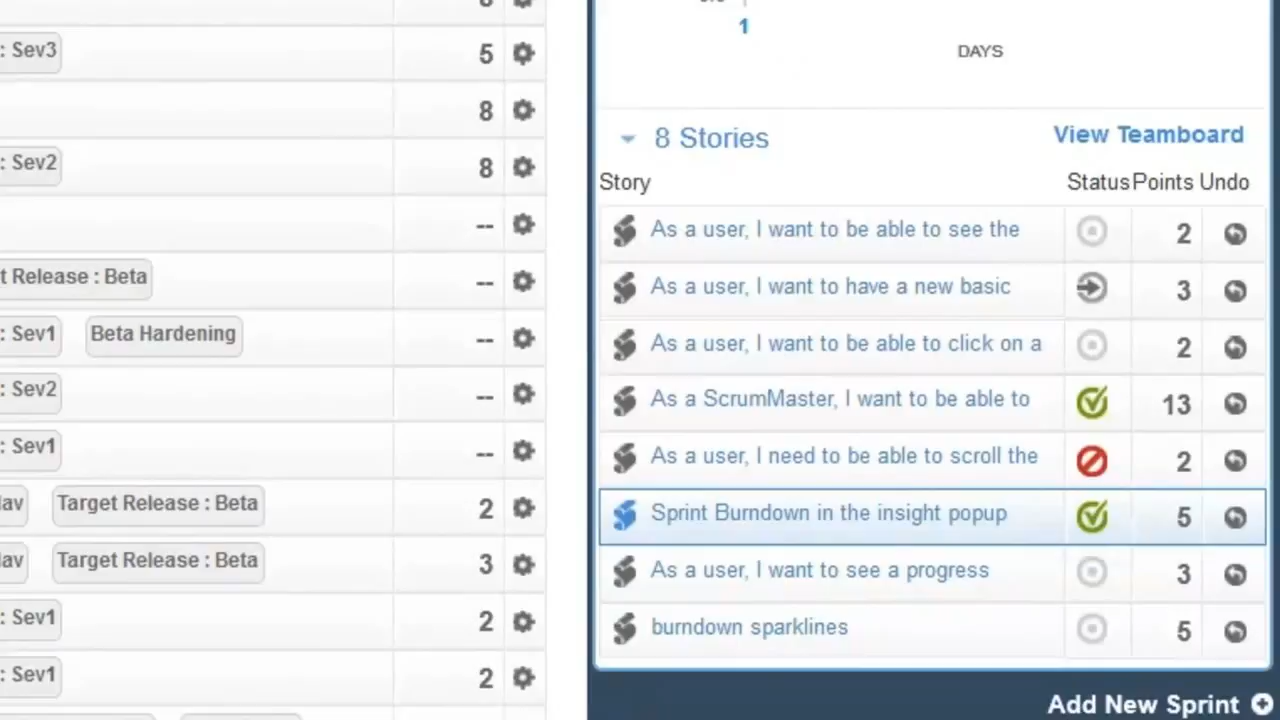 : Sev3 5
8
: Sev2 8
--
t Release : Beta --
: Sev1 Beta Hardening --
: Sev2 --
: Sev1 --
Target Release : Beta 2
Target Release : Beta 3
: Sev1 2
: Sev1 2
1
DAYS
8 Stories View Teamboard
Story Status Points Undo
As a user, I want to be able to see the 2
As a user, I want to have a new basic 3
As a user, I want to be able to click on a 2
As a ScrumMaster, I want to be able to 13
As a user, I need to be able to scroll the 2
Sprint Burndown in the insight popup 5
As a user, I want to see a progress 3
burndown sparklines 5
Add New Sprint